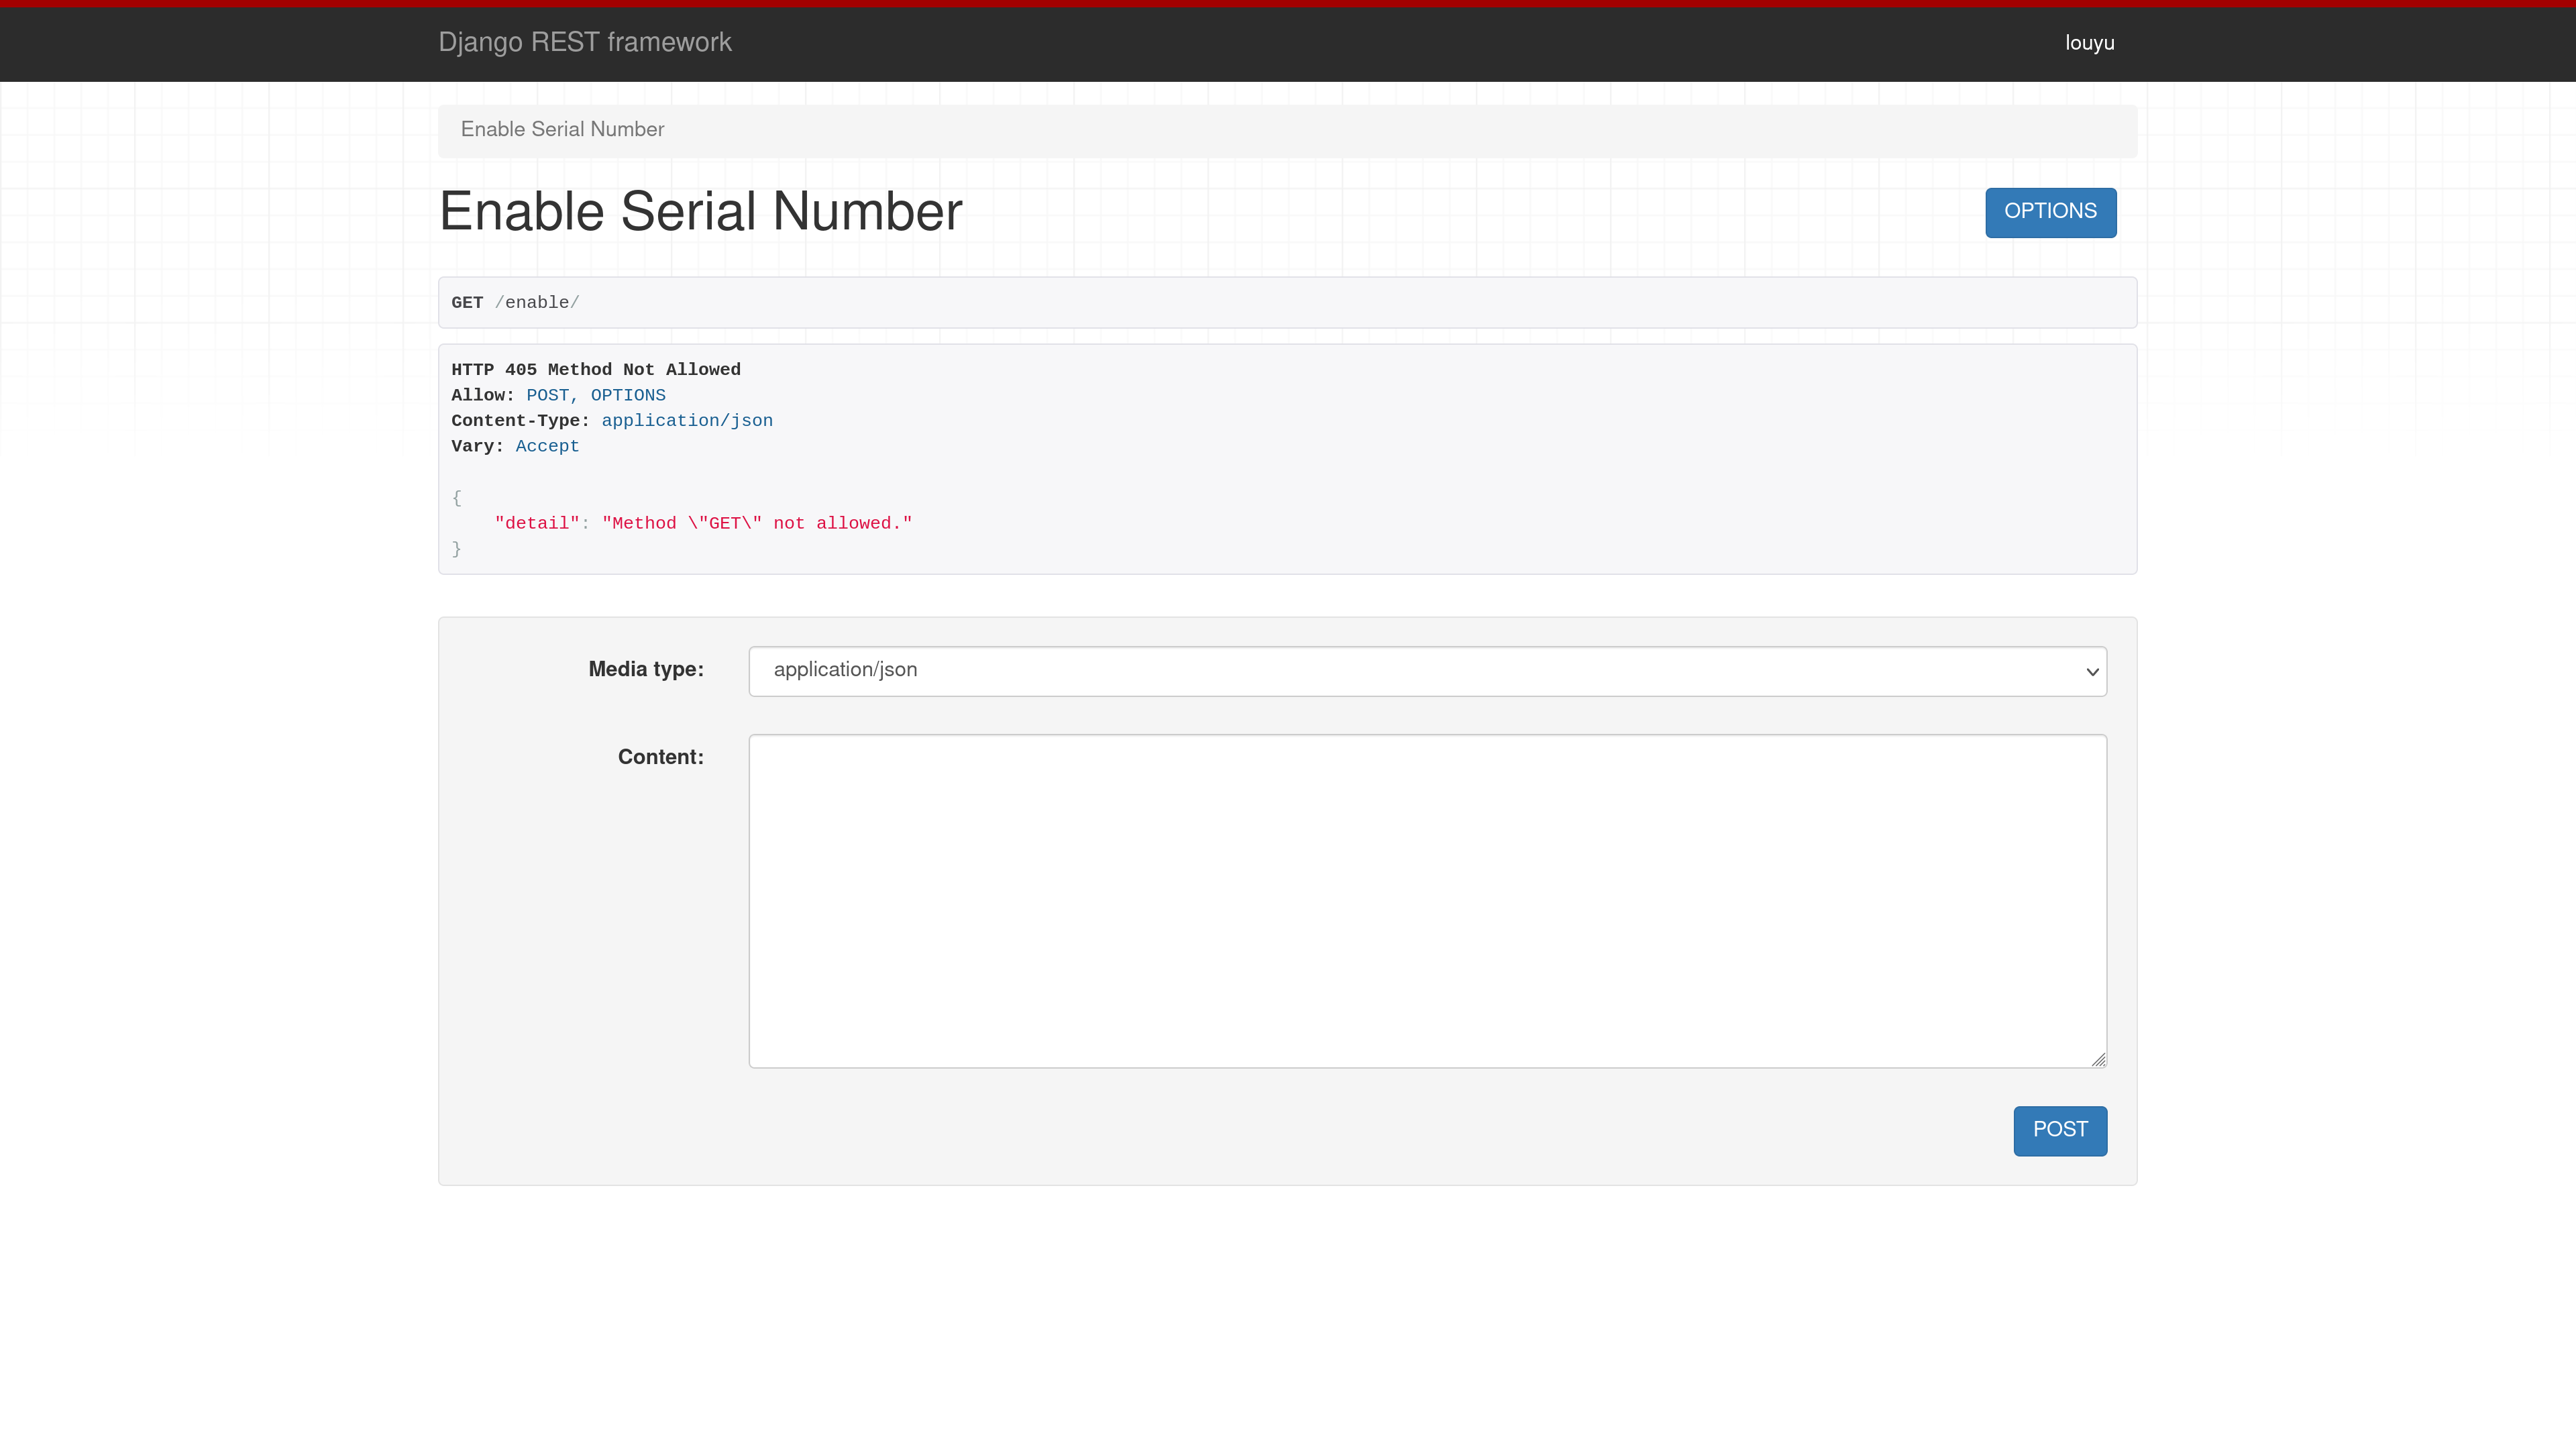 Django REST framework
louyu
Enable Serial Number
Enable Serial Number
OPTIONS
GET /enable/
HTTP 405 Method Not Allowed
Allow: POST, OPTIONS
Content-Type: application/json
Vary: Accept
{
"detail": "Method \"GET\" not allowed."
}
Media type:
application/json
Content:
POST